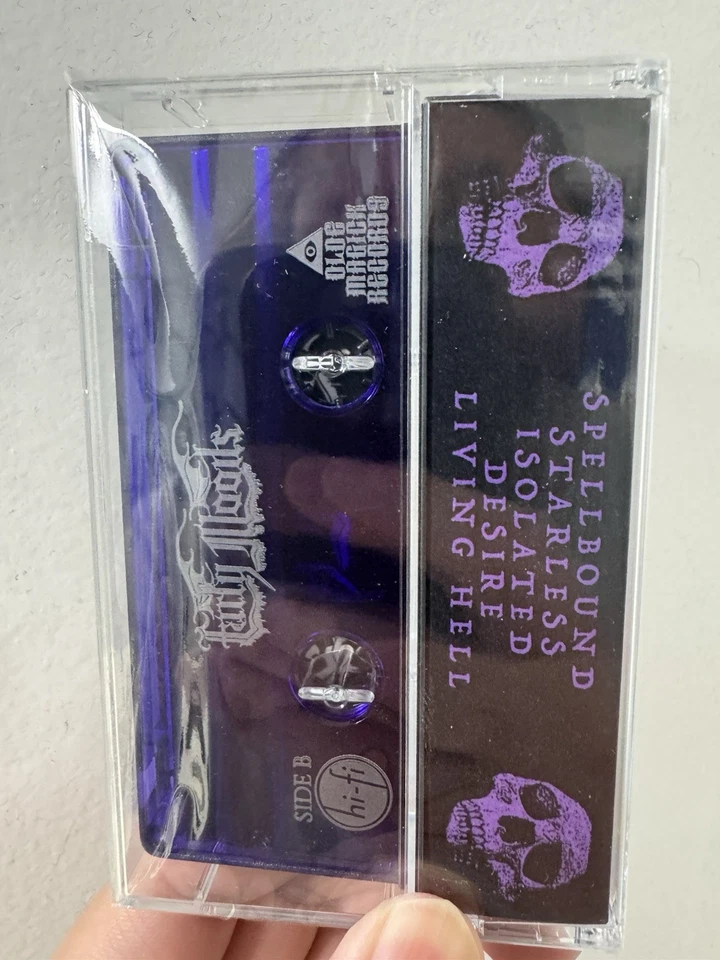 OLDE
MAGICK
RECORDS
SIDE B
hi-fi
SPELLBOUND
STARLESS
ISOLATED
DESIRE
LIVING HELL